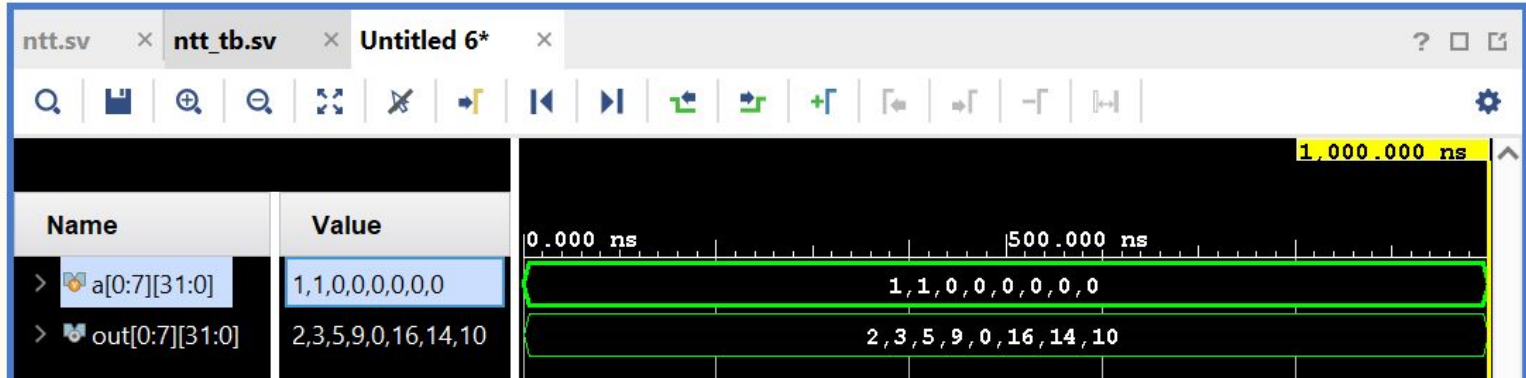 ntt.sv × ntt_tb.sv × Untitled 6* ×
1,000.000 ns
Name Value 0.000 ns 500.000 ns
a[0:7][31:0] 1,1,0,0,0,0,0,0 1,1,0,0,0,0,0,0
out[0:7][31:0] 2,3,5,9,0,16,14,10 2,3,5,9,0,16,14,10